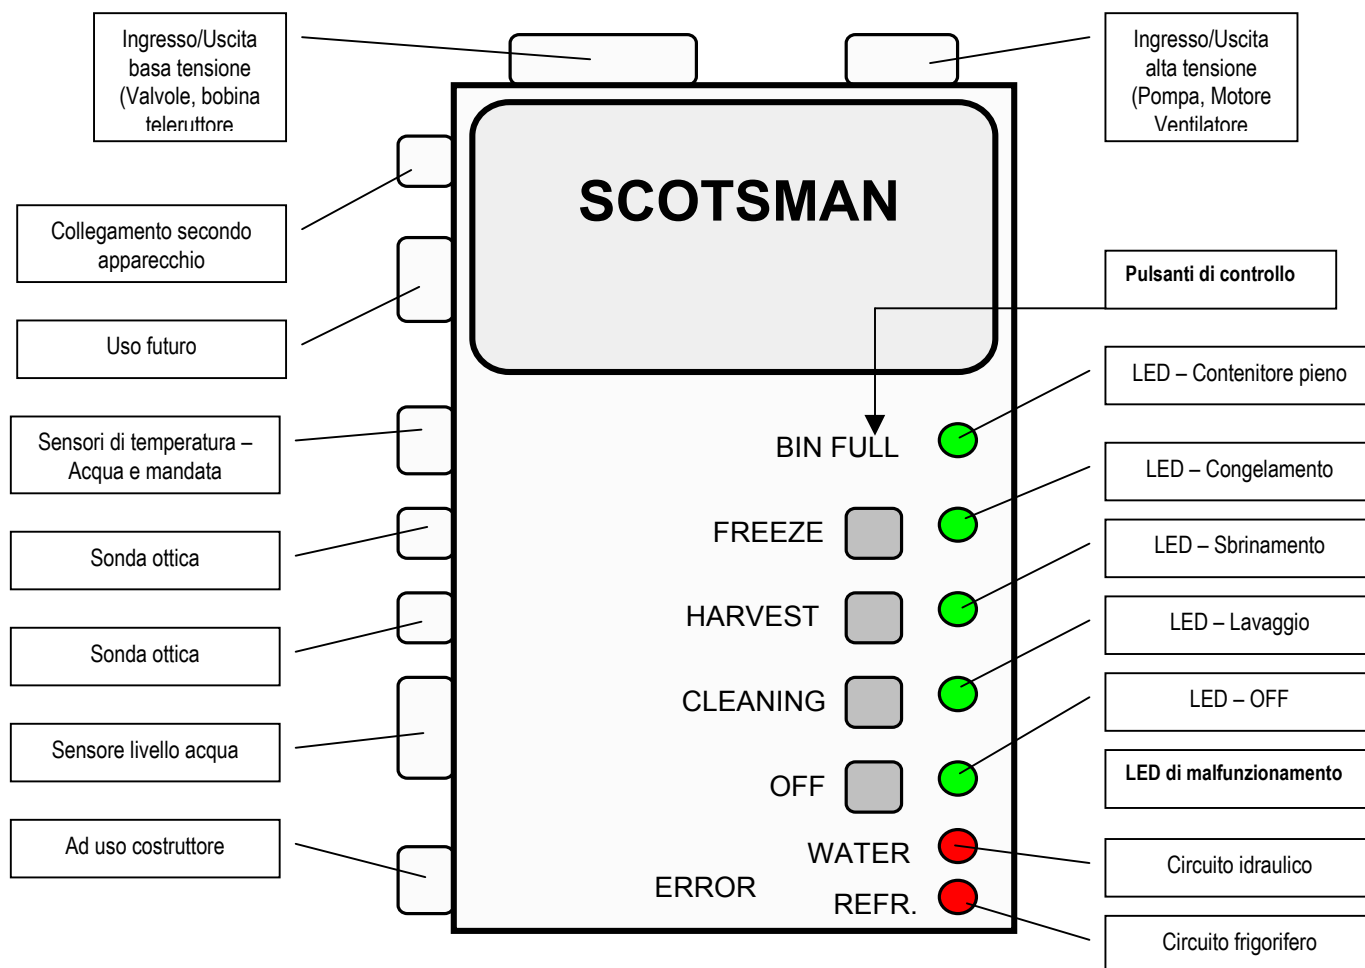 Ingresso/Uscita
basa tensione
(Valvole, bobina
teleruttore
Ingresso/Uscita
alta tensione
(Pompa, Motore
Ventilatore
SCOTSMAN
Collegamento secondo
apparecchio
Uso futuro
Sensori di temperatura –
Acqua e mandata
Sonda ottica
Sonda ottica
Sensore livello acqua
Ad uso costruttore
BIN FULL
FREEZE
HARVEST
CLEANING
OFF
WATER
ERROR
REFR.
Pulsanti di controllo
LED – Contenitore pieno
LED – Congelamento
LED – Sbrinamento
LED – Lavaggio
LED – OFF
LED di malfunzionamento
Circuito idraulico
Circuito frigorifero